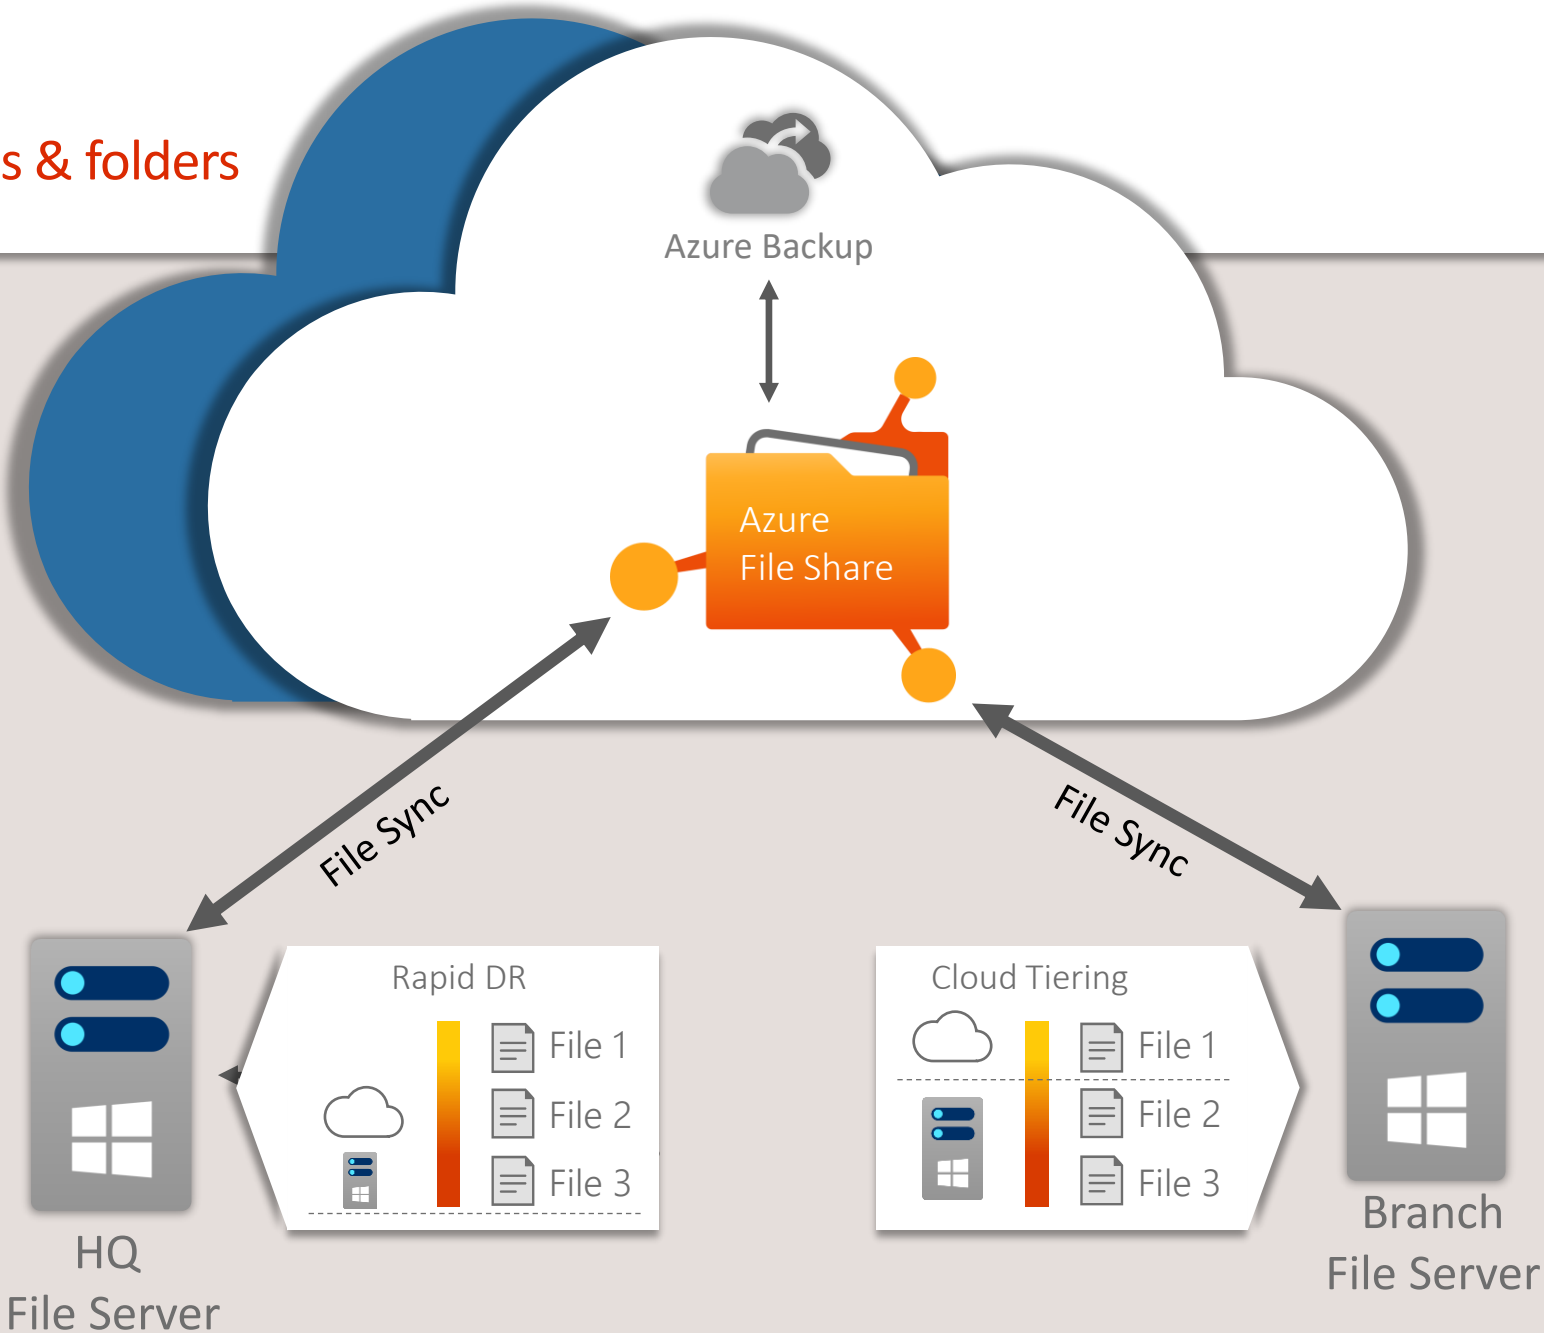 s & folders
Azure Backup
Azure
File Share
File Sync
File Sync
Rapid DR
File 1
File 2
File 3
Cloud Tiering
File 1
File 2
File 3
HQ
File Server
Branch
File Server